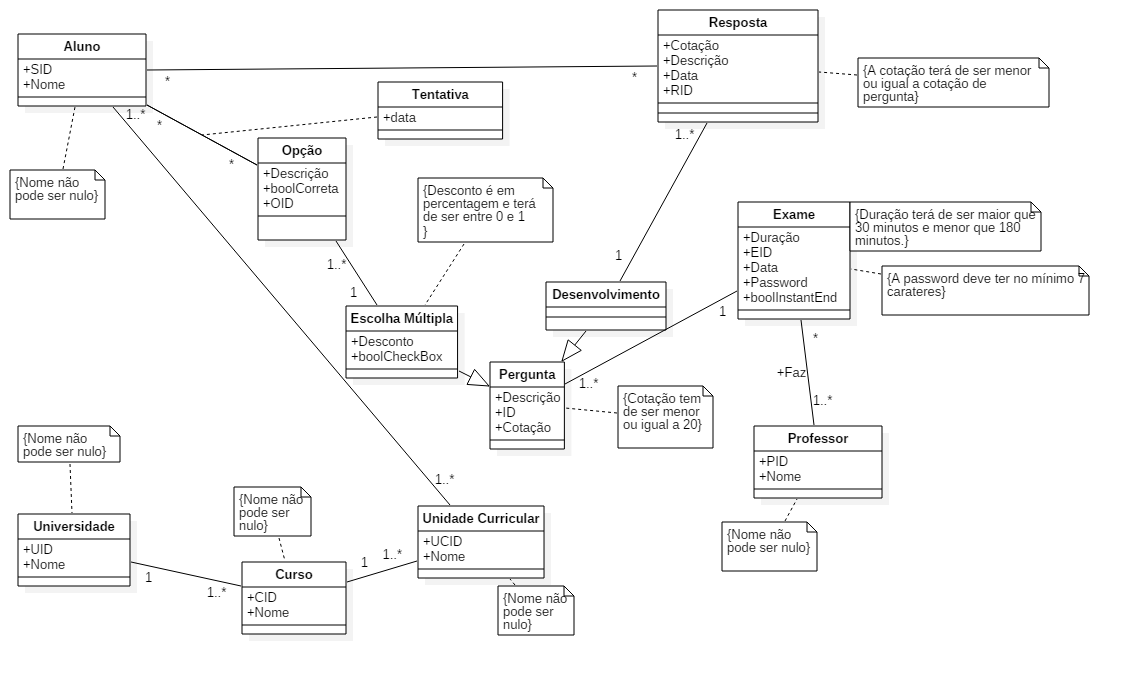 Aluno
+SID
+Nome
*
*
Resposta
+Cotação
+Descrição
+Data
+RID
{A cotação terá de ser menor
ou igual a cotação de
pergunta}
1..*
*
*
Tentativa
+data
1..*
{Nome não
pode ser nulo}
Opção
+Descrição
+boolCorreta
+OID
{Desconto é em
percentagem e terá
de ser entre 0 e 1
}
Exame
+Duração
+EID
+Data
+Password
+boolInstantEnd
{Duração terá de ser maior que
30 minutos e menor que 180
minutos.}
{A password deve ter no mínimo 7
carateres}
1..*
1
1
Desenvolvimento
Escolha Múltipla
+Desconto
+boolCheckBox
1
1..*
*
+Faz
1..*
Pergunta
+Descrição
+ID
+Cotação
{Cotação tem
de ser menor
ou igual a 20}
Professor
+PID
+Nome
{Nome não
pode ser nulo}
{Nome não
pode ser nulo}
{Nome não
pode ser
nulo}
1..*
Universidade
+UID
+Nome
1
1..*
Curso
+CID
+Nome
1
1..*
Unidade Curricular
+UCID
+Nome
{Nome não
pode ser
nulo}